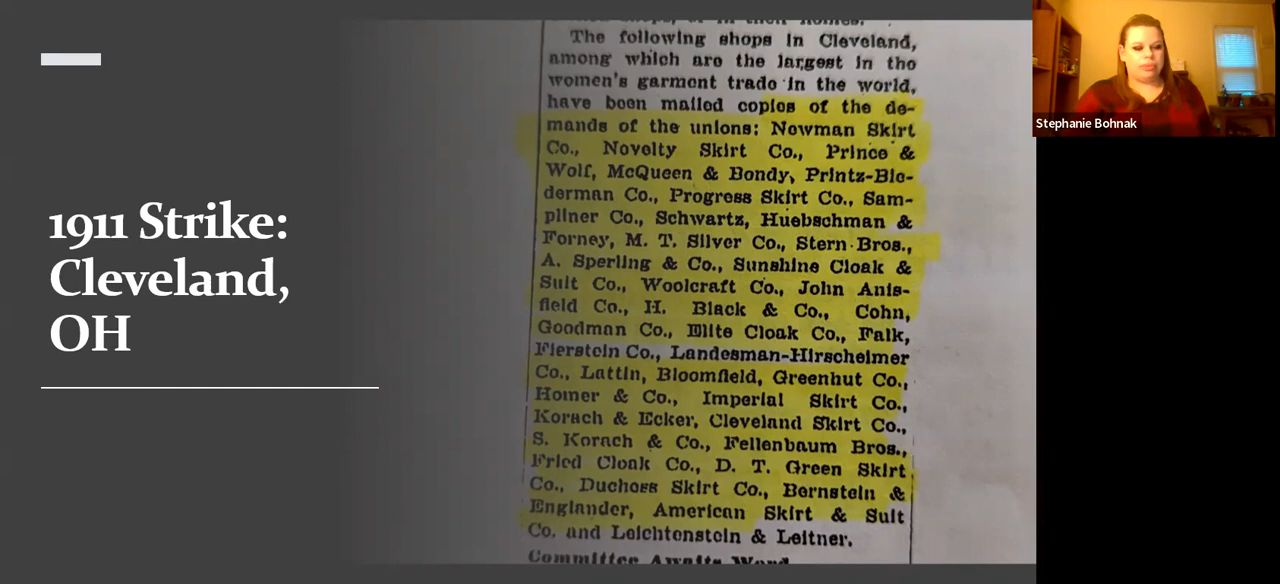 1911 Strike:
Cleveland,
OH
The following shops in Cleveland,
among which are the largest in the
women's garment trade in the world,
have been mailed copies of the de-
mands of the unions: Newman Skirt
Co., Novelty Skirt Co., Prince &
Wolf, McQueen & Bondy, Printz-Bie-
derman Co., Progress Skirt Co., Sam-
pliner Co., Schwartz, Huebschman &
Forney, M. T. Silver Co., Stern Bros.,
A. Sperling & Co., Sunshine Cloak &
Suit Co., Woolcraft Co., John Anis-
field Co., H. Black & Co., Cohn,
Goodman Co., Elite Cloak Co., Falk,
Fierstein Co., Landesman-Hirscheimer
Co., Lattin, Bloomfield, Greenhut Co.,
Homer & Co., Imperial Skirt Co.,
Korach & Ecker, Cleveland Skirt Co.,
S. Korach & Co., Fellenbaum Bros.,
Fried Cloak Co., D. T. Green Skirt
Co., Duchess Skirt Co., Bernstein &
Englander, American Skirt & Suit
Co. and Leichtenstein & Leitner.
Committee Awaits Word
Stephanie Bohnak